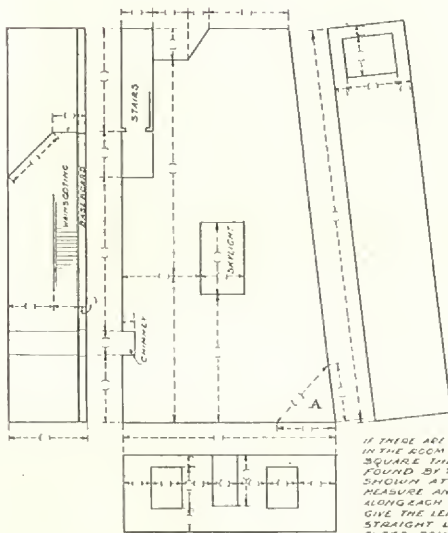 STAIRS
WAINSCOTING
BASEBOARD
SKYLIGHT
CHIMNEY
A
IF THERE ARE
IN THE ROOM
SQUARE THE
FOUND BY
SHOWN AT
MEASURE AN
ALONG EACH
GIVE THE LE
STRAIGHT L